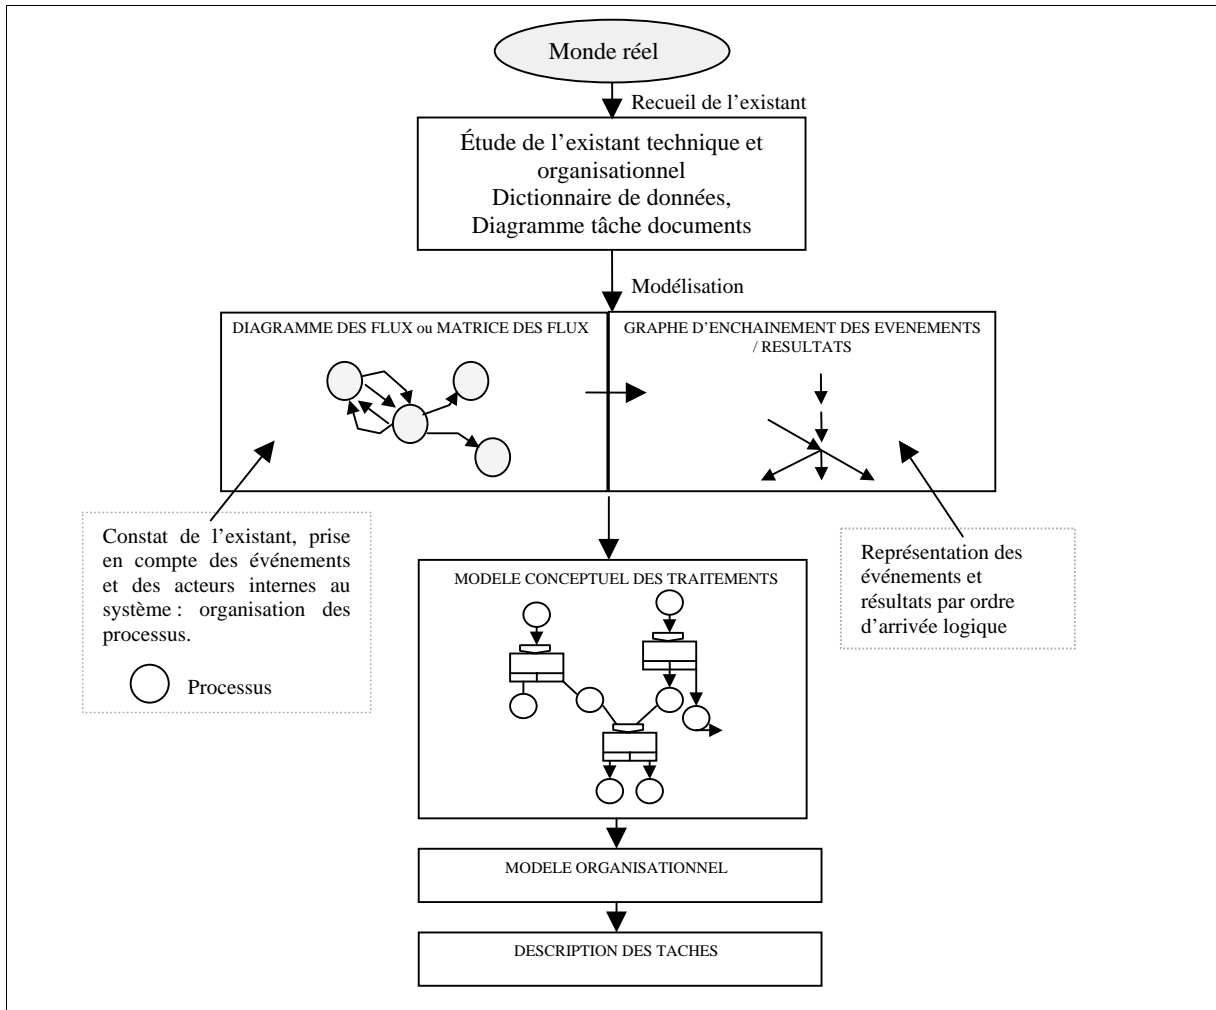 Monde réel
Recueil de l’existant
Étude de l’existant technique et
organisationnel
Dictionnaire de données,
Diagramme tâche documents
Modélisation
DIAGRAMME DES FLUX ou MATRICE DES FLUX
GRAPHE D’ENCHAINEMENT DES EVENEMENTS
/ RESULTATS
Constat de l’existant, prise
en compte des événements
et des acteurs internes au
système : organisation des
processus.
Processus
Représentation des
événements et
résultats par ordre
d’arrivée logique
MODELE CONCEPTUEL DES TRAITEMENTS
MODELE ORGANISATIONNEL
DESCRIPTION DES TACHES